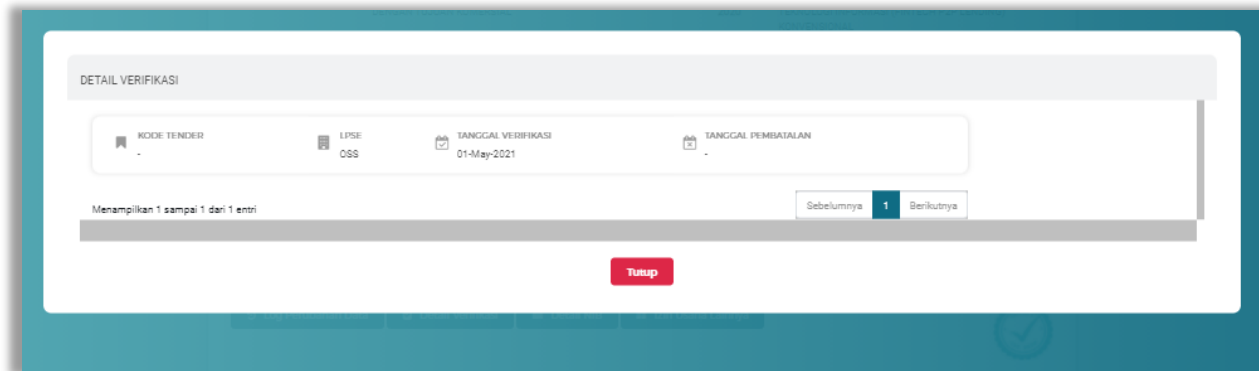 DETAIL VERIFIKASI
KODE TENDER
-
LPSE
OSS
TANGGAL VERIFIKASI
01-May-2021
TANGGAL PEMBATALAN
-
Menampilkan 1 sampai 1 dari 1 entri
Sebelumnya 1 Berikutnya
Tutup